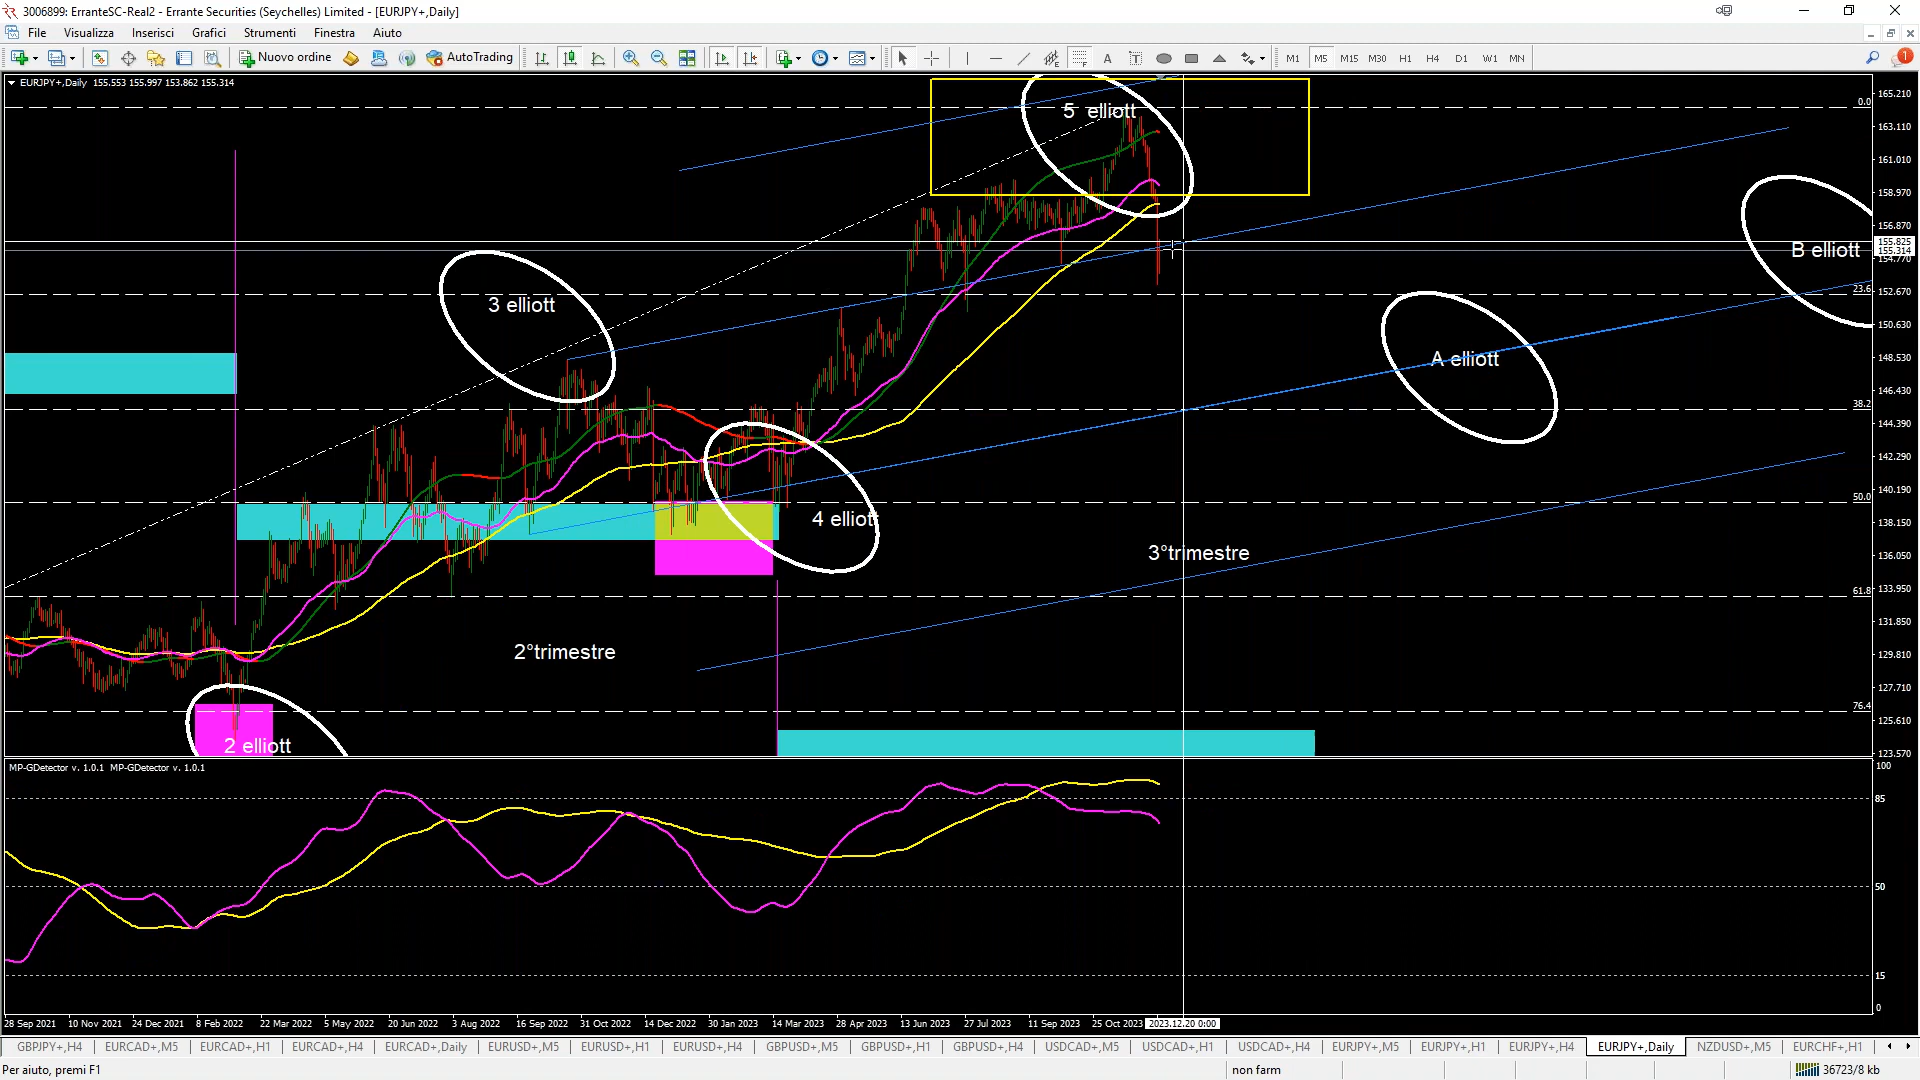 3006899: ErranteSC-Real2 - Errante Securities (Seychelles) Limited - [EURJPY+,Daily]
File Visualizza Inserisci Grafici Strumenti Finestra Aiuto
Nuovo ordine AutoTrading A T M1 M5 M15 M30 H1 H4 D1 W1 MN 1
EURJPY+,Daily 155.553 155.997 153.862 155.314
165.210
0.0
5 elliott
163.110
161.010
158.970
156.870
155.825
155.314
154.770
B elliott
23.6
152.670
3 elliott
150.630
148.530
A elliott
146.430
38.2
144.390
142.290
140.190
50.0
4 elliott
138.150
3°trimestre
136.050
133.950
61.8
131.850
2°trimestre
129.810
127.710
76.4
125.610
2 elliott
123.570
MP-GDetector v. 1.0.1 MP-GDetector v. 1.0.1
100
85
50
15
0
28 Sep 2021 10 Nov 2021 24 Dec 2021 8 Feb 2022 22 Mar 2022 5 May 2022 20 Jun 2022 3 Aug 2022 16 Sep 2022 31 Oct 2022 14 Dec 2022 30 Jan 2023 14 Mar 2023 28 Apr 2023 13 Jun 2023 27 Jul 2023 11 Sep 2023 25 Oct 2023 2023.12.20 0:00
GBPJPY+,H4 EURCAD+,M5 EURCAD+,H1 EURCAD+,H4 EURCAD+,Daily EURUSD+,M5 EURUSD+,H1 EURUSD+,H4 GBPUSD+,M5 GBPUSD+,H1 GBPUSD+,H4 USDCAD+,M5 USDCAD+,H1 USDCAD+,H4 EURJPY+,M5 EURJPY+,H1 EURJPY+,H4 EURJPY+,Daily NZDUSD+,M5 EURCHF+,H1
Per aiuto, premi F1 non farm 36723/8 kb